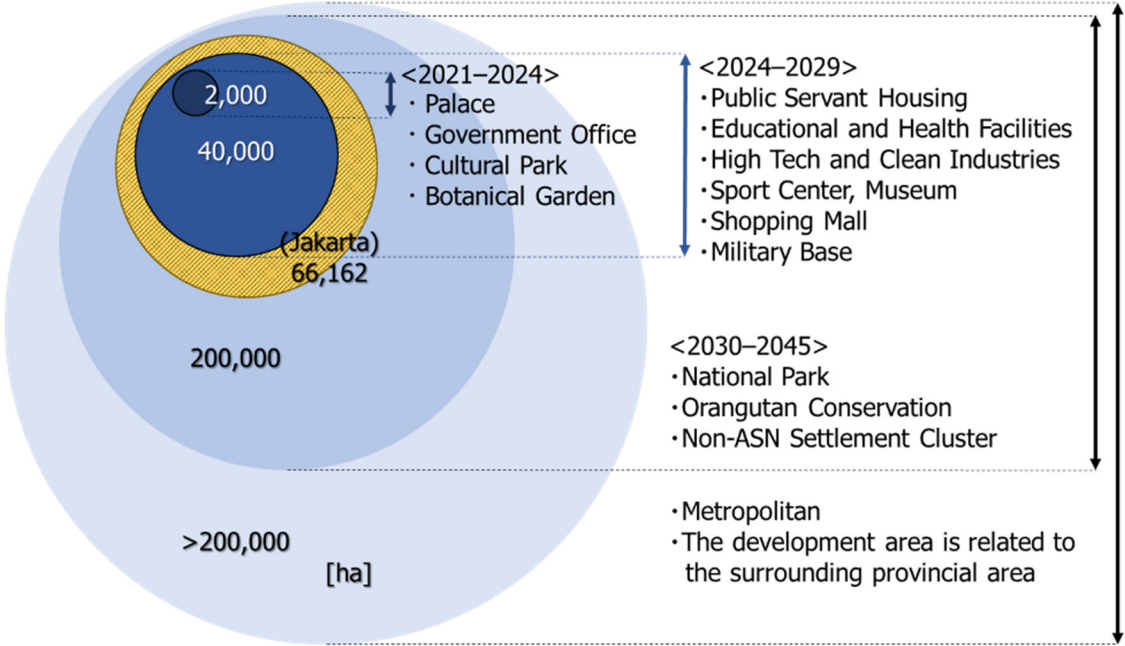 2,000
40,000
(Jakarta)
66,162
200,000
>200,000
[ha]
<2021–2024>
· Palace
· Government Office
· Cultural Park
· Botanical Garden
<2024–2029>
·Public Servant Housing
·Educational and Health Facilities
·High Tech and Clean Industries
·Sport Center, Museum
·Shopping Mall
·Military Base
<2030–2045>
·National Park
·Orangutan Conservation
·Non-ASN Settlement Cluster
·Metropolitan
·The development area is related to
the surrounding provincial area